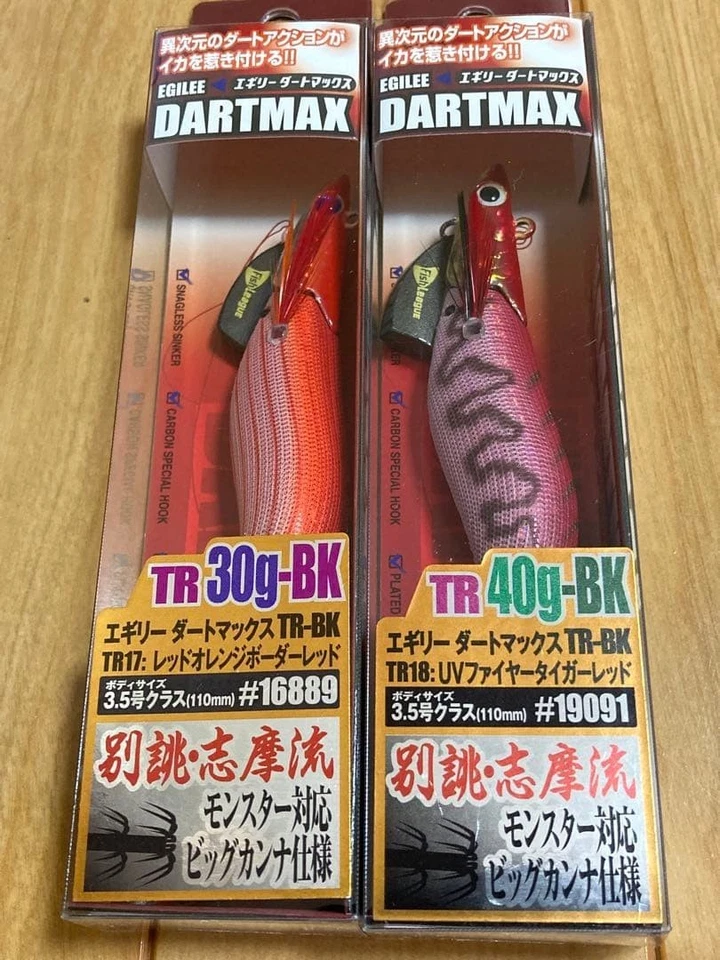 異次元のダートアクションが
イカを惹き付ける!!
EGILEE エギリー ダートマックス
DARTMAX
FishLeague
SNAGLESS SINKER
CARBON SPECIAL HOOK
TR 30g-BK
エギリー ダートマックス TR-BK
TR17: レッドオレンジボーダーレッド
ボディサイズ
3.5号クラス(110mm) #16889
別誂・志摩流
モンスター対応
ビッグカンナ仕様
異次元のダートアクションが
イカを惹き付ける!!
EGILEE エギリー ダートマックス
DARTMAX
FishLeague
CARBON SPECIAL HOOK
PLATED
TR 40g-BK
エギリー ダートマックス TR-BK
TR18: UVファイヤータイガーレッド
ボディサイズ
3.5号クラス(110mm) #19091
別誂・志摩流
モンスター対応
ビッグカンナ仕様